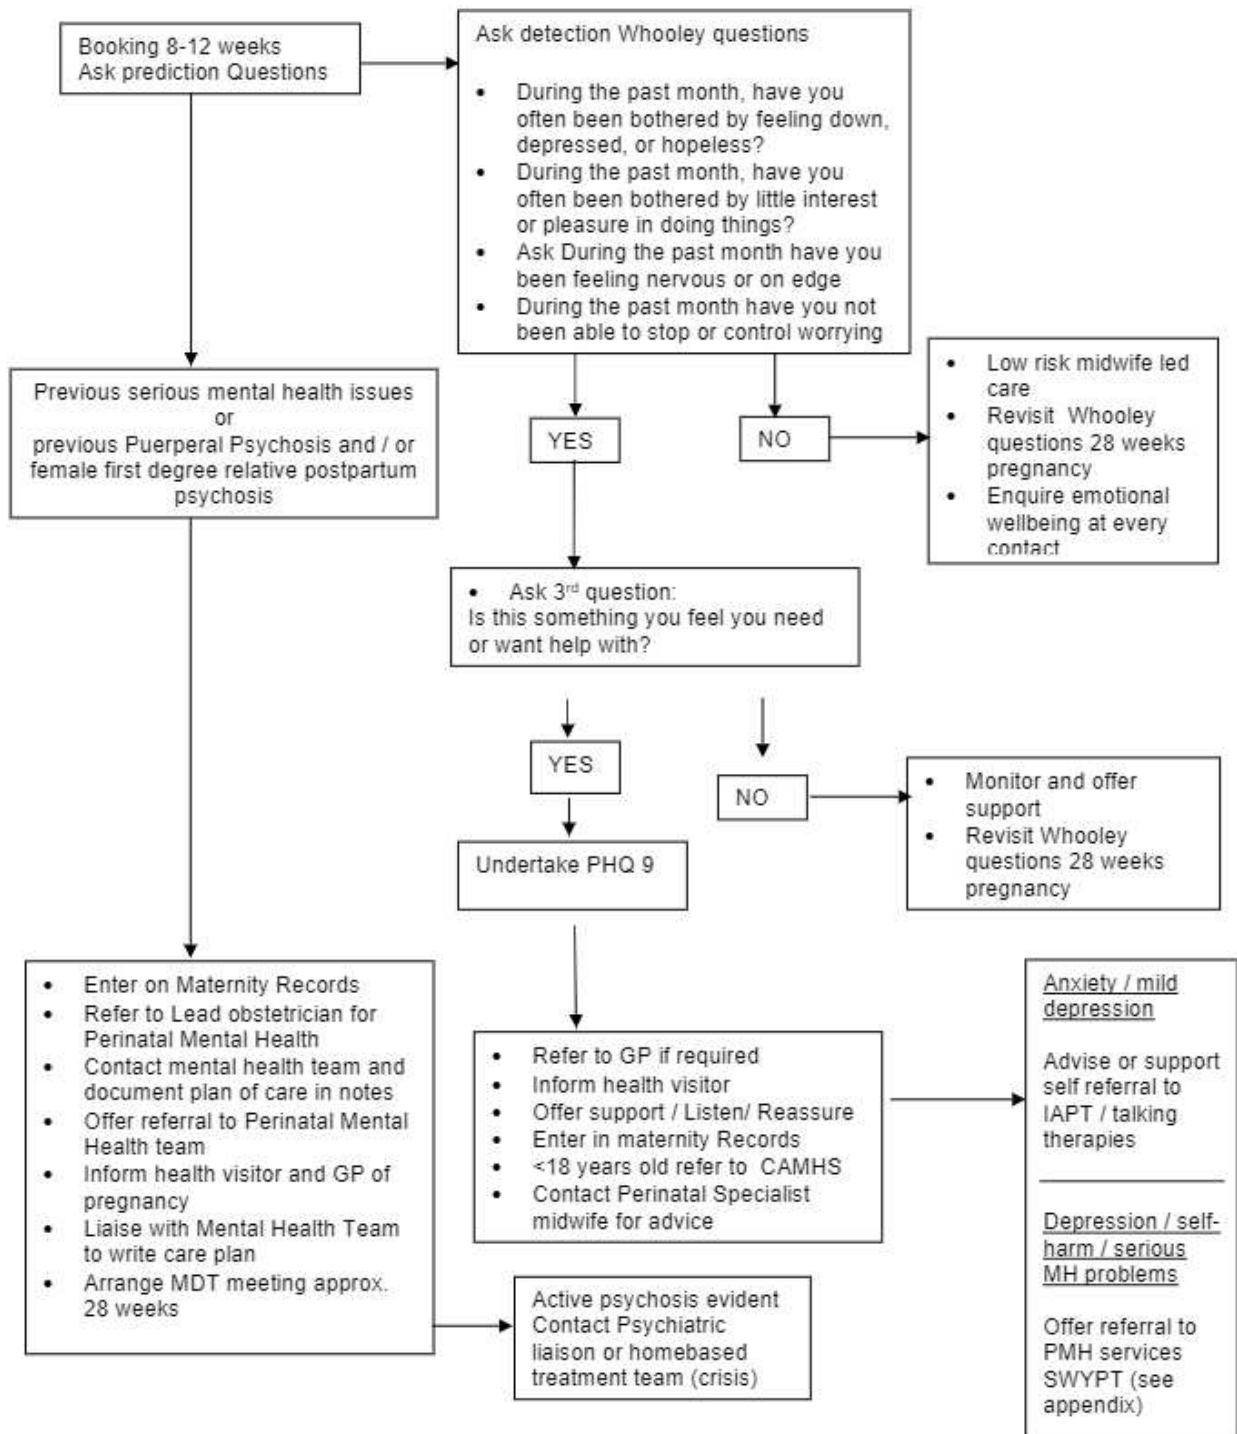 Booking 8-12 weeks
Ask prediction Questions
Ask detection Whooley questions
• During the past month, have you
often been bothered by feeling down,
depressed, or hopeless?
• During the past month, have you
often been bothered by little interest
or pleasure in doing things?
• Ask During the past month have you
been feeling nervous or on edge
• During the past month have you not
been able to stop or control worrying
Previous serious mental health issues
or
previous Puerperal Psychosis and / or
female first degree relative postpartum
psychosis
YES
NO
• Low risk midwife led
care
• Revisit Whooley
questions 28 weeks
pregnancy
• Enquire emotional
wellbeing at every
contact
• Ask 3rd question:
Is this something you feel you need
or want help with?
YES
NO
• Monitor and offer
support
• Revisit Whooley
questions 28 weeks
pregnancy
Undertake PHQ 9
• Enter on Maternity Records
• Refer to Lead obstetrician for
Perinatal Mental Health
• Contact mental health team and
document plan of care in notes
• Offer referral to Perinatal Mental
Health team
• Inform health visitor and GP of
pregnancy
• Liaise with Mental Health Team
to write care plan
• Arrange MDT meeting approx.
28 weeks
• Refer to GP if required
• Inform health visitor
• Offer support / Listen/ Reassure
• Enter in maternity Records
• <18 years old refer to CAMHS
• Contact Perinatal Specialist
midwife for advice
Anxiety / mild
depression
Advise or support
self referral to
IAPT / talking
therapies
Depression / self-
harm / serious
MH problems
Offer referral to
PMH services
SWYPT (see
appendix)
Active psychosis evident
Contact Psychiatric
liaison or homebased
treatment team (crisis)